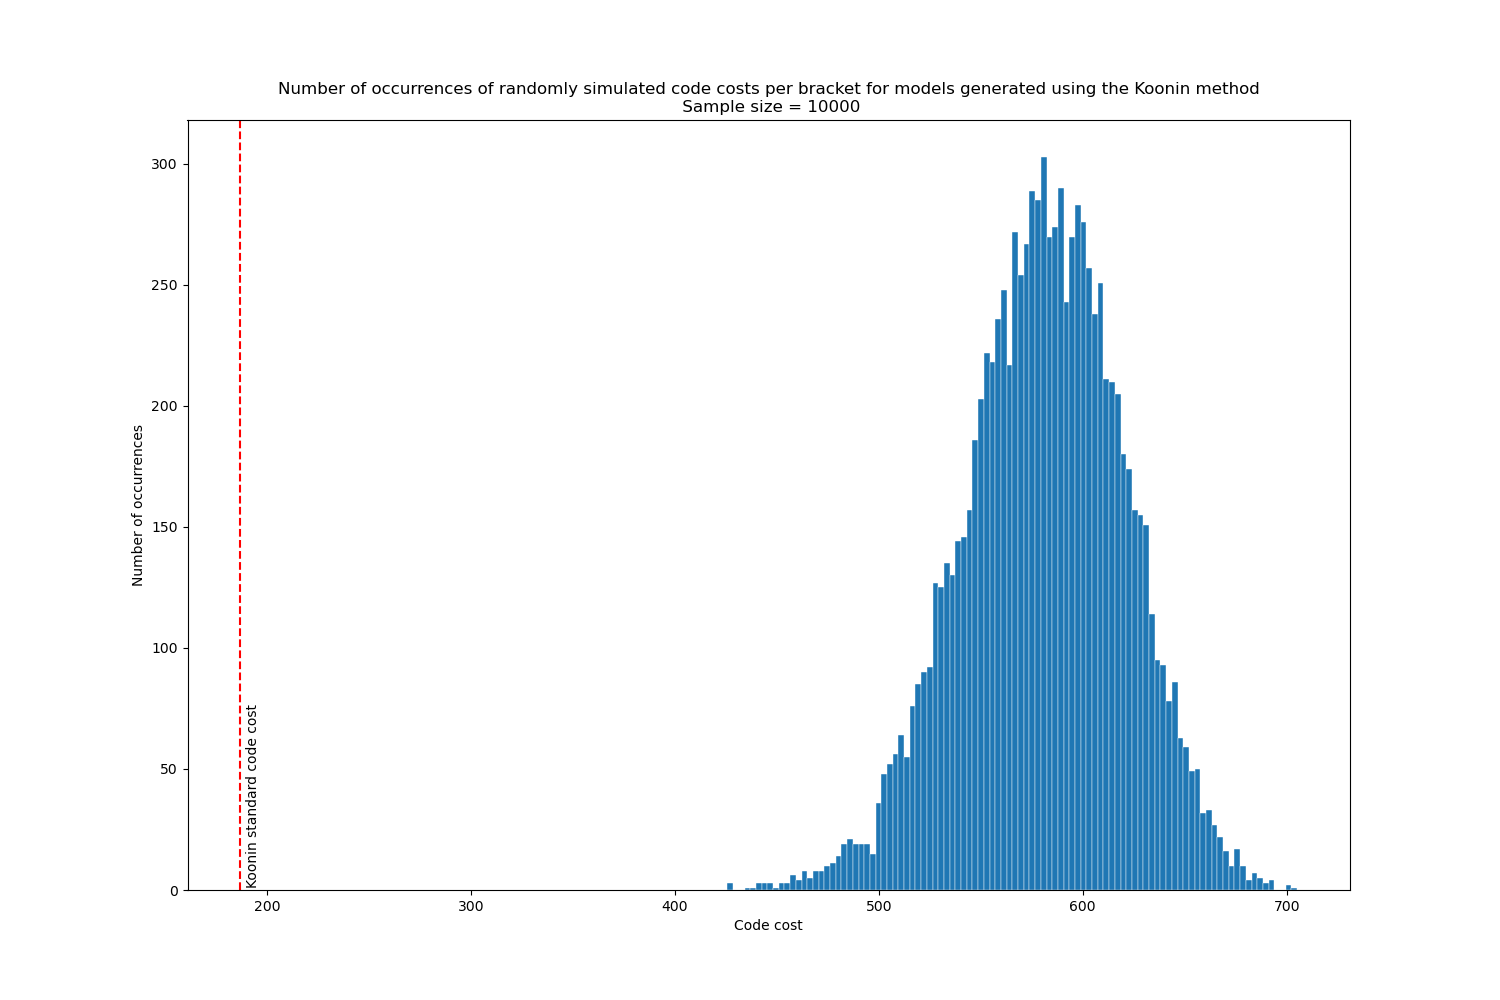 Number of occurrences of randomly simulated code costs per bracket for models generated using the Koonin method
Sample size = 10000
300
250
200
150
100
50
0
Number of occurrences
Koonin standard code cost
200
300
400
500
600
700
Code cost